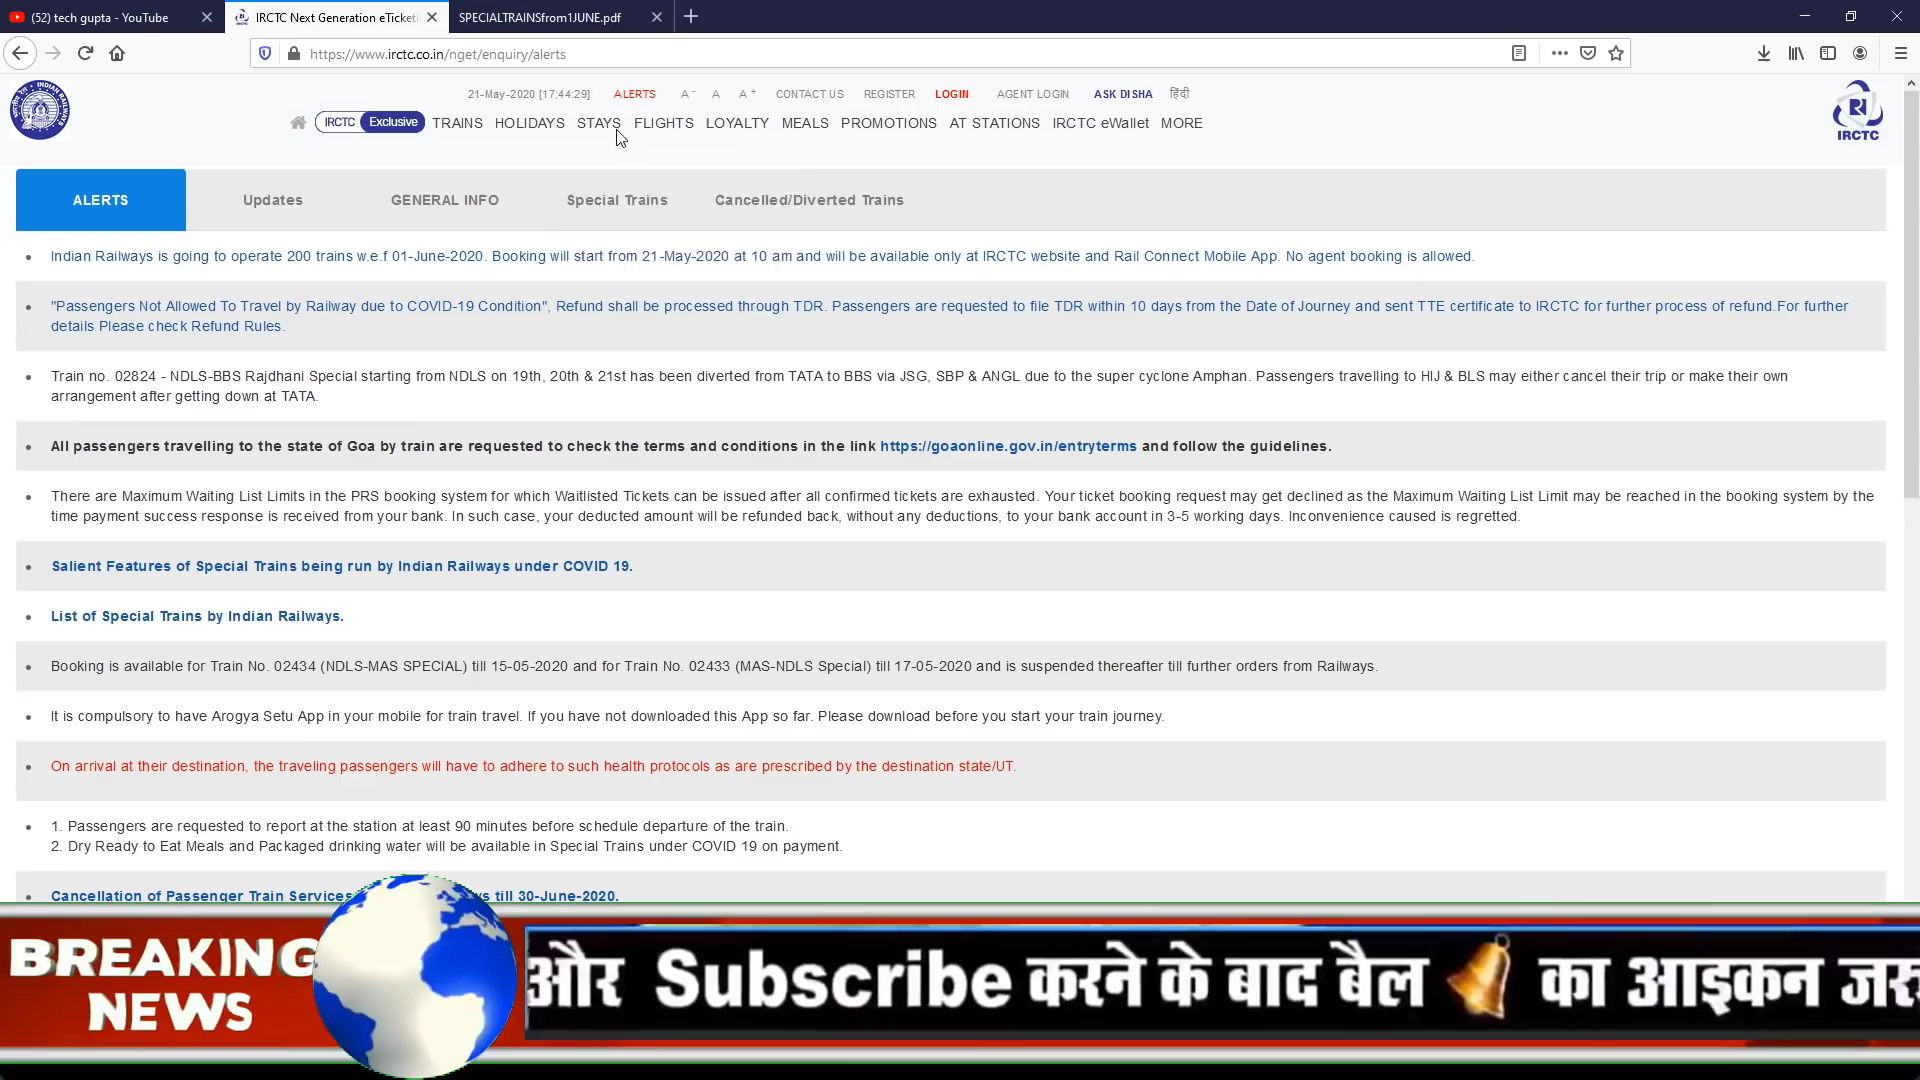 (52) tech gupta - YouTube
IRCTC Next Generation eTicketi
SPECIALTRAINSfrom1JUNE.pdf
https://www.irctc.co.in/nget/enquiry/alerts
21-May-2020 [17:44:29] ALERTS A- A A+ CONTACT US REGISTER LOGIN AGENT LOGIN ASK DISHA हिंदी
IRCTC Exclusive TRAINS HOLIDAYS STAYS FLIGHTS LOYALTY MEALS PROMOTIONS AT STATIONS IRCTC eWallet MORE
IRCTC
ALERTS Updates GENERAL INFO Special Trains Cancelled/Diverted Trains
Indian Railways is going to operate 200 trains w.e.f 01-June-2020. Booking will start from 21-May-2020 at 10 am and will be available only at IRCTC website and Rail Connect Mobile App. No agent booking is allowed.
"Passengers Not Allowed To Travel by Railway due to COVID-19 Condition", Refund shall be processed through TDR. Passengers are requested to file TDR within 10 days from the Date of Journey and sent TTE certificate to IRCTC for further process of refund.For further
details Please check Refund Rules.
Train no. 02824 - NDLS-BBS Rajdhani Special starting from NDLS on 19th, 20th & 21st has been diverted from TATA to BBS via JSG, SBP & ANGL due to the super cyclone Amphan. Passengers travelling to HIJ & BLS may either cancel their trip or make their own
arrangement after getting down at TATA.
All passengers travelling to the state of Goa by train are requested to check the terms and conditions in the link https://goaonline.gov.in/entryterms and follow the guidelines.
There are Maximum Waiting List Limits in the PRS booking system for which Waitlisted Tickets can be issued after all confirmed tickets are exhausted. Your ticket booking request may get declined as the Maximum Waiting List Limit may be reached in the booking system by the
time payment success response is received from your bank. In such case, your deducted amount will be refunded back, without any deductions, to your bank account in 3-5 working days. Inconvenience caused is regretted.
Salient Features of Special Trains being run by Indian Railways under COVID 19.
List of Special Trains by Indian Railways.
Booking is available for Train No. 02434 (NDLS-MAS SPECIAL) till 15-05-2020 and for Train No. 02433 (MAS-NDLS Special) till 17-05-2020 and is suspended thereafter till further orders from Railways.
It is compulsory to have Arogya Setu App in your mobile for train travel. If you have not downloaded this App so far. Please download before you start your train journey.
On arrival at their destination, the traveling passengers will have to adhere to such health protocols as are prescribed by the destination state/UT.
1. Passengers are requested to report at the station at least 90 minutes before schedule departure of the train.
2. Dry Ready to Eat Meals and Packaged drinking water will be available in Special Trains under COVID 19 on payment.
Cancellation of Passenger Train Services till 30-June-2020.
BREAKING
NEWS
और Subscribe करने के बाद बैल का आइकन